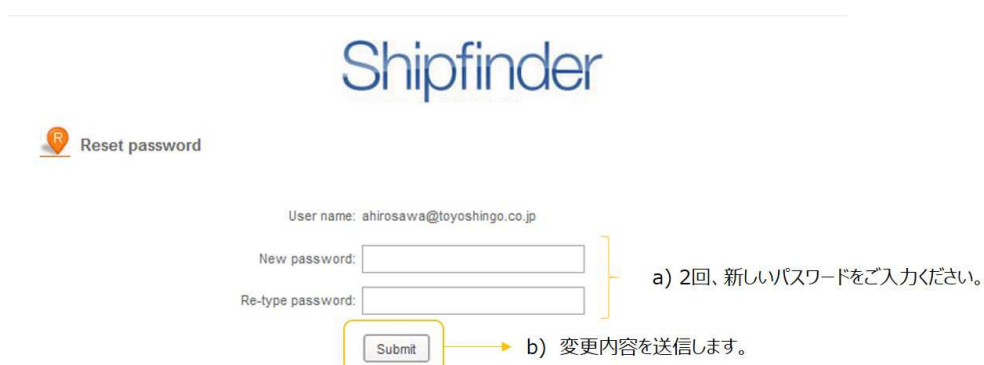 Shipfinder
R
Reset password
User name: ahirosawa@toyoshingo.co.jp
New password:
a) 2回、新しいパスワードをご入力ください。
Re-type password:
Submit
b) 変更内容を送信します。